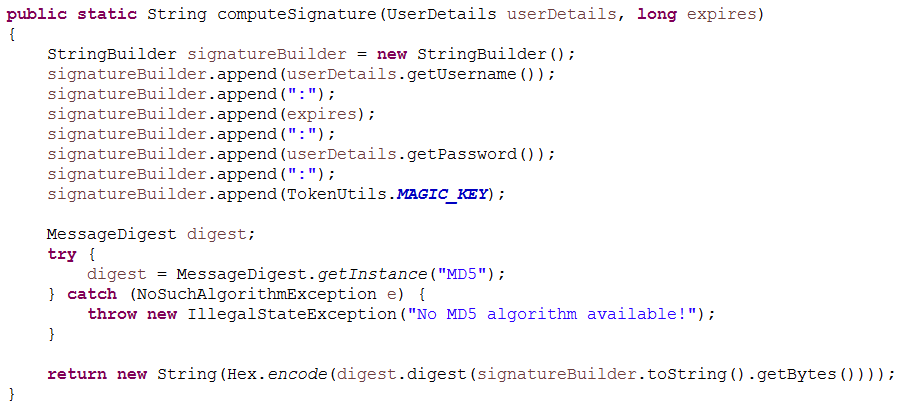 public static String computeSignature(UserDetails userDetails, long expires)
{
    StringBuilder signatureBuilder = new StringBuilder();
    signatureBuilder.append(userDetails.getUsername());
    signatureBuilder.append(":");
    signatureBuilder.append(expires);
    signatureBuilder.append(":");
    signatureBuilder.append(userDetails.getPassword());
    signatureBuilder.append(":");
    signatureBuilder.append(TokenUtils.MAGIC_KEY);

    MessageDigest digest;
    try {
        digest = MessageDigest.getInstance("MD5");
    } catch (NoSuchAlgorithmException e) {
        throw new IllegalStateException("No MD5 algorithm available!");
    }

    return new String(Hex.encode(digest.digest(signatureBuilder.toString().getBytes())));
}